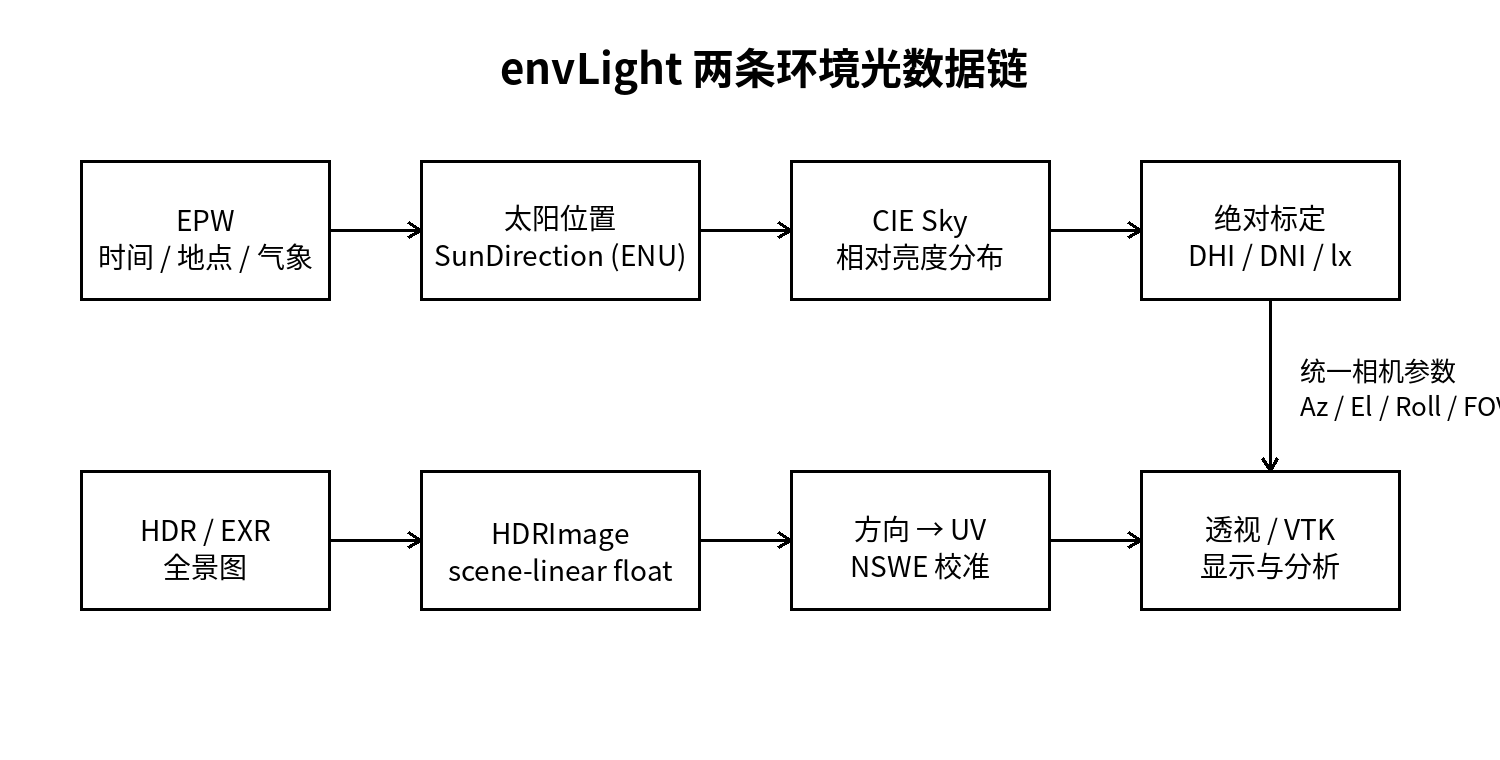 envLight 两条环境光数据链
EPW
时间 / 地点 / 气象
太阳位置
SunDirection (ENU)
CIE Sky
相对亮度分布
绝对标定
DHI / DNI / lx
统一相机参数
Az / El / Roll / FOV
HDR / EXR
全景图
HDRImage
scene-linear float
方向 → UV
NSWE 校准
透视 / VTK
显示与分析